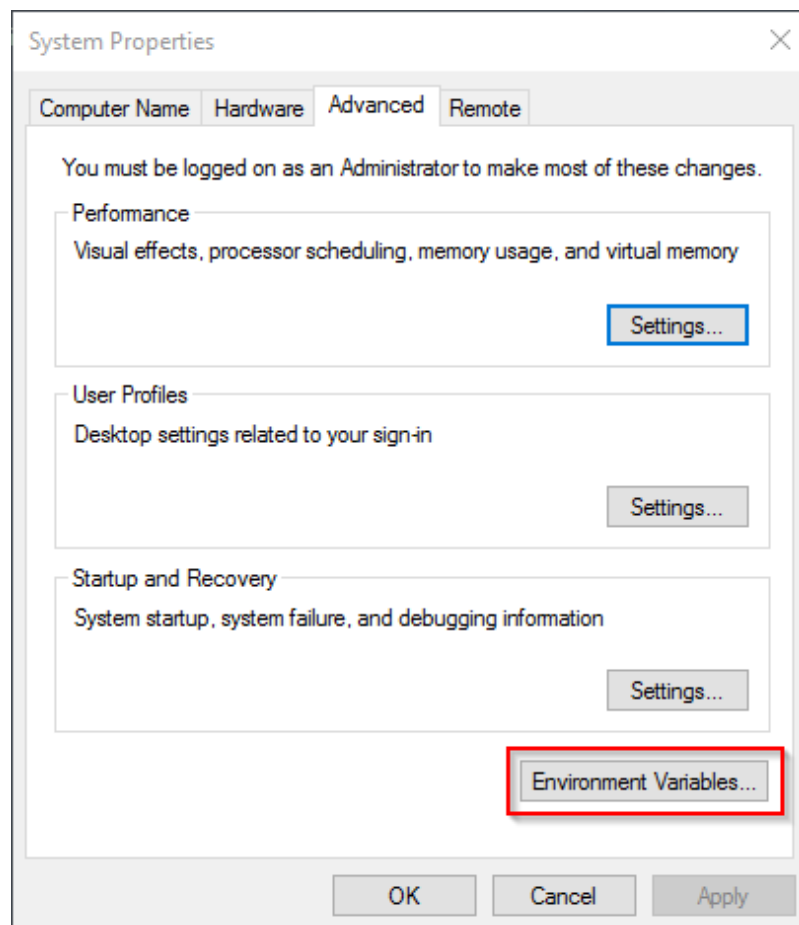 System Properties
Computer Name Hardware Advanced Remote
You must be logged on as an Administrator to make most of these changes.
Performance
Visual effects, processor scheduling, memory usage, and virtual memory
Settings...
User Profiles
Desktop settings related to your sign-in
Settings...
Startup and Recovery
System startup, system failure, and debugging information
Settings...
Environment Variables...
OK Cancel Apply